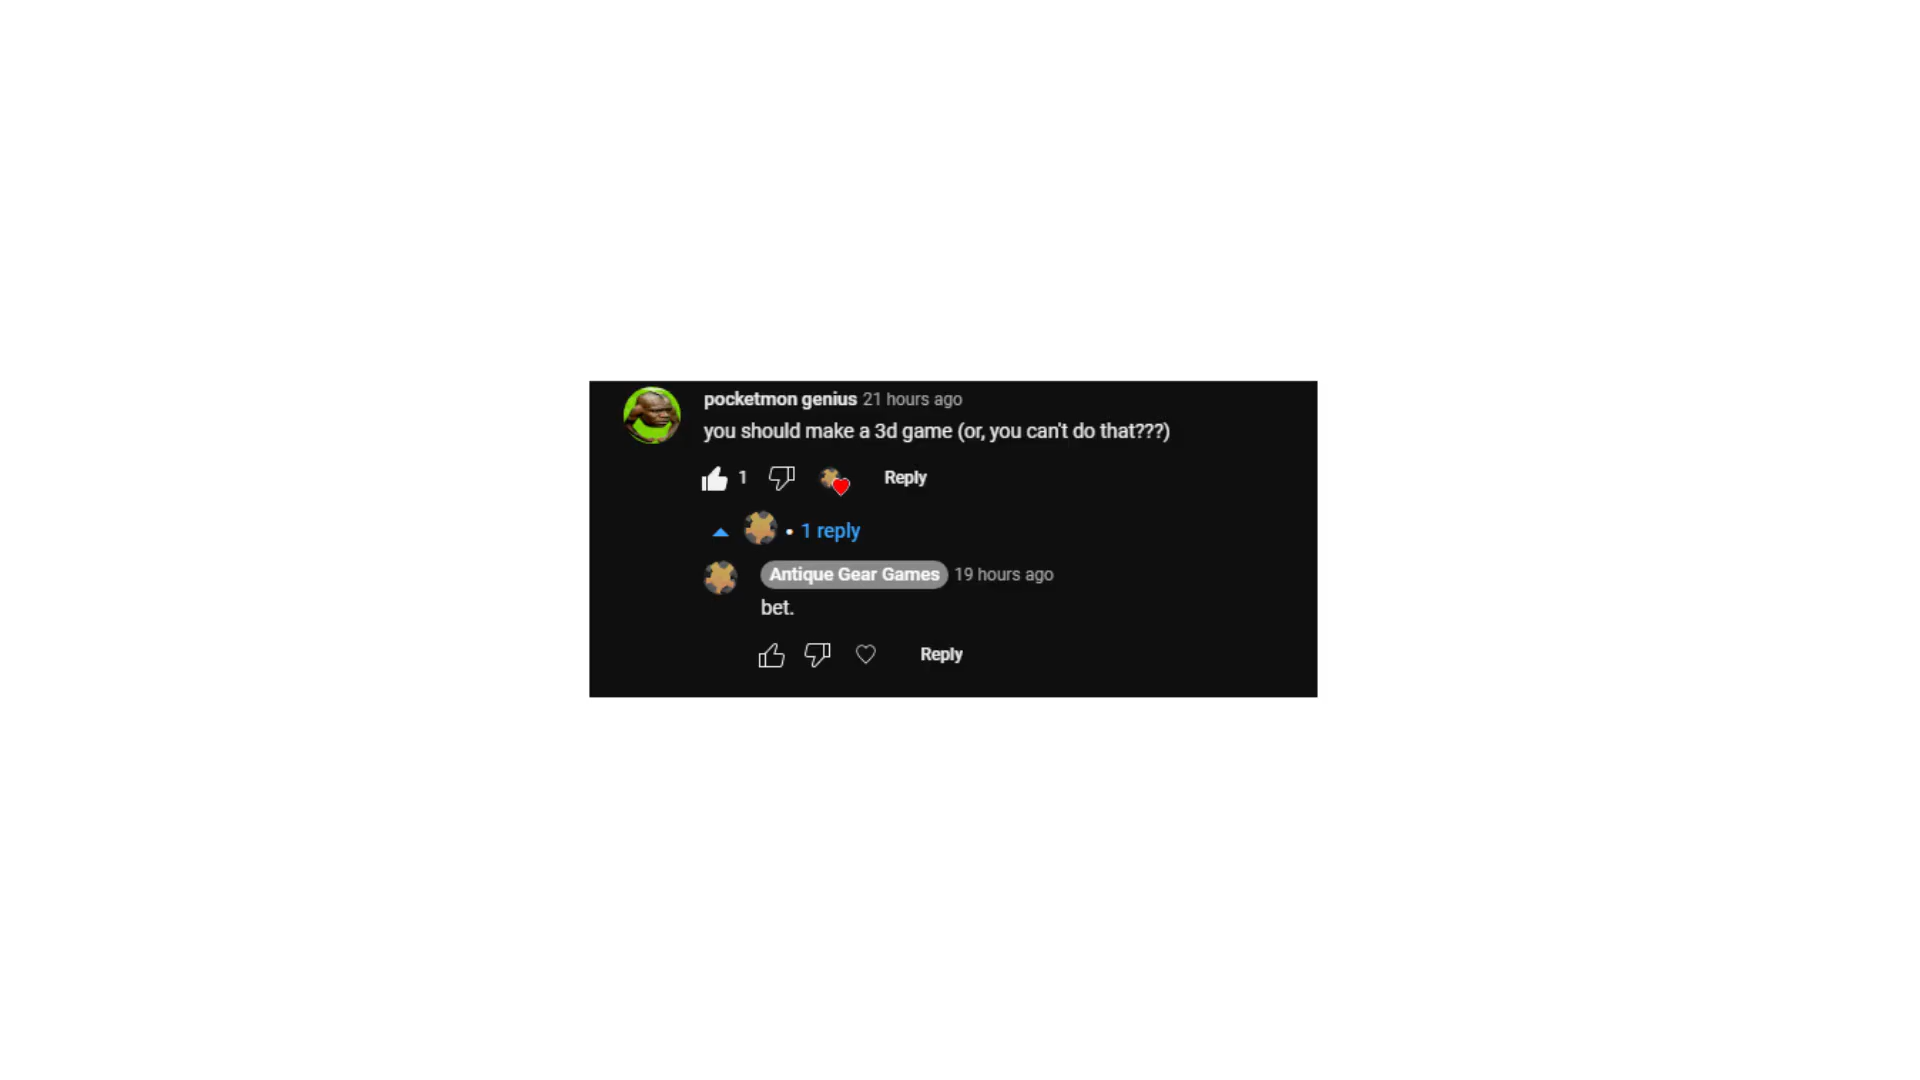 pocketmon genius 21 hours ago
you should make a 3d game (or, you can't do that???)
1 Reply
• 1 reply
Antique Gear Games 19 hours ago
bet.
Reply